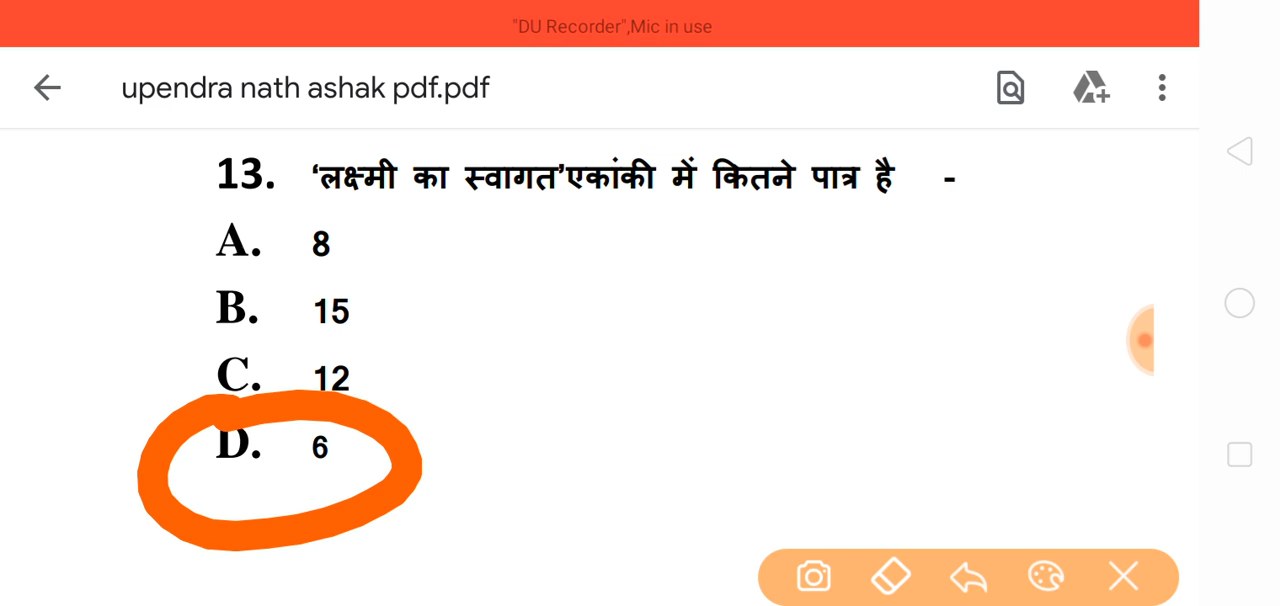 "DU Recorder",Mic in use
upendra nath ashak pdf.pdf
13. ‘लक्ष्मी का स्वागत’एकांकी में कितने पात्र है -
A. 8
B. 15
C. 12
D. 6